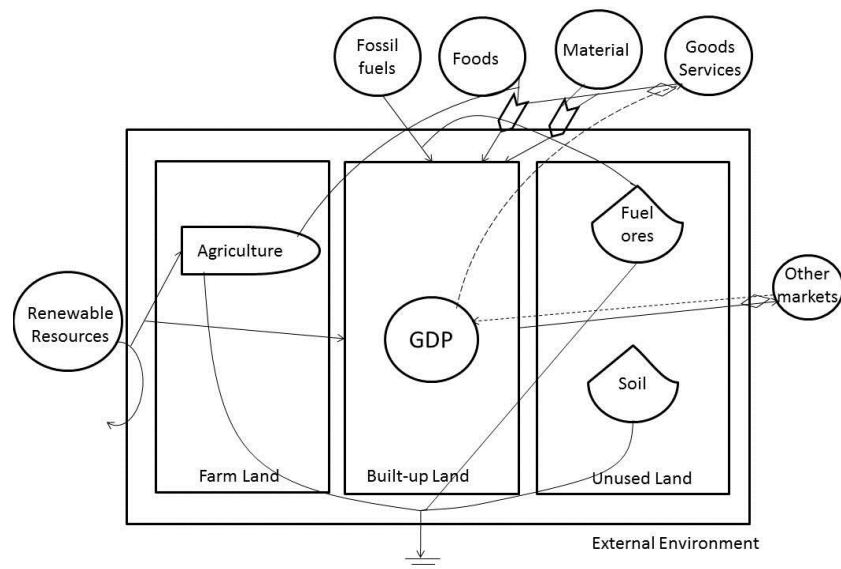 Fossil
fuels
Foods
Material
Goods
Services
Agriculture
Fuel
ores
Renewable
Resources
Other
markets
GDP
Soil
Farm Land
Built-up Land
Unused Land
External Environment